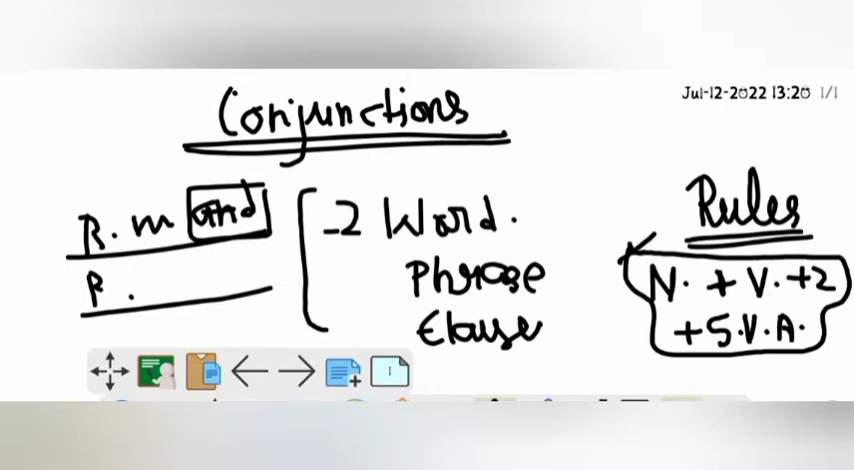 Conjunctions
Jul-12-2022 13:20 1/1
R. m and
R.
-2 Word.
Phrase
Clause
Rules
N. + V. +2
+ S.V.A.